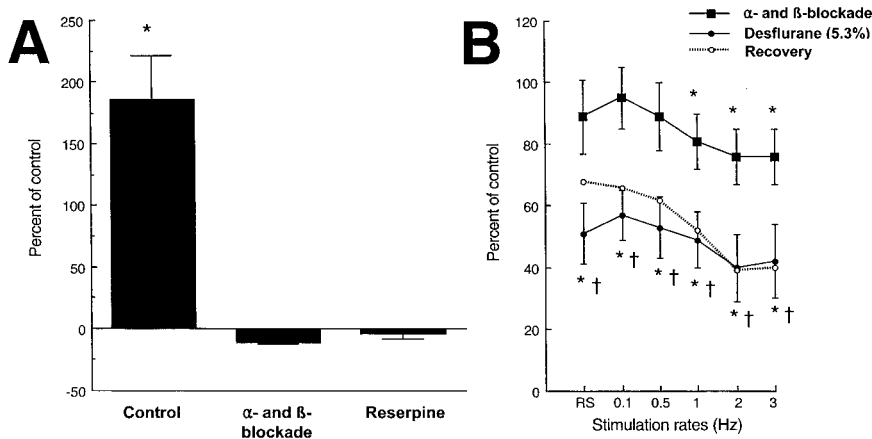 A
Percent of control
250
200
150
100
50
0
-50
*
Control
α- and ß-
blockade
Reserpine
B
α- and ß-blockade
Desflurane (5.3%)
Recovery
Percent of control
120
100
80
60
40
20
0
* * *
* † * † * † * † * † * †
RS 0.1 0.5 1 2 3
Stimulation rates (Hz)